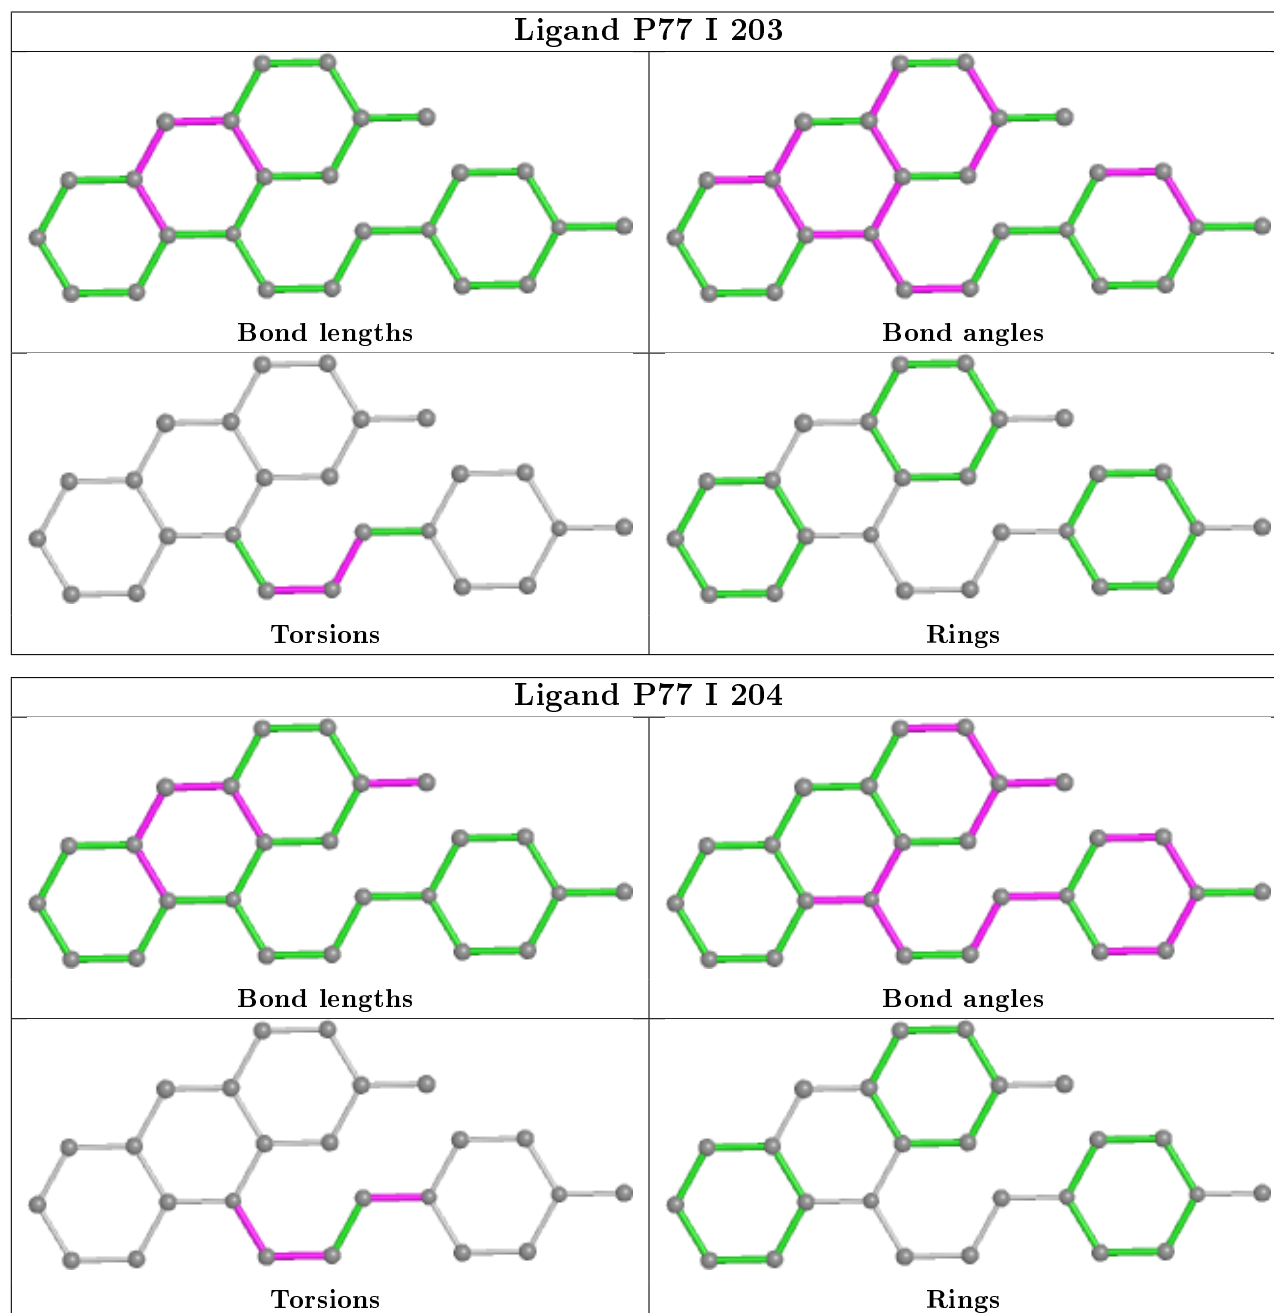 Ligand P77 I 203
Bond lengths
Bond angles
Torsions
Rings
Ligand P77 I 204
Bond lengths
Bond angles
Torsions
Rings